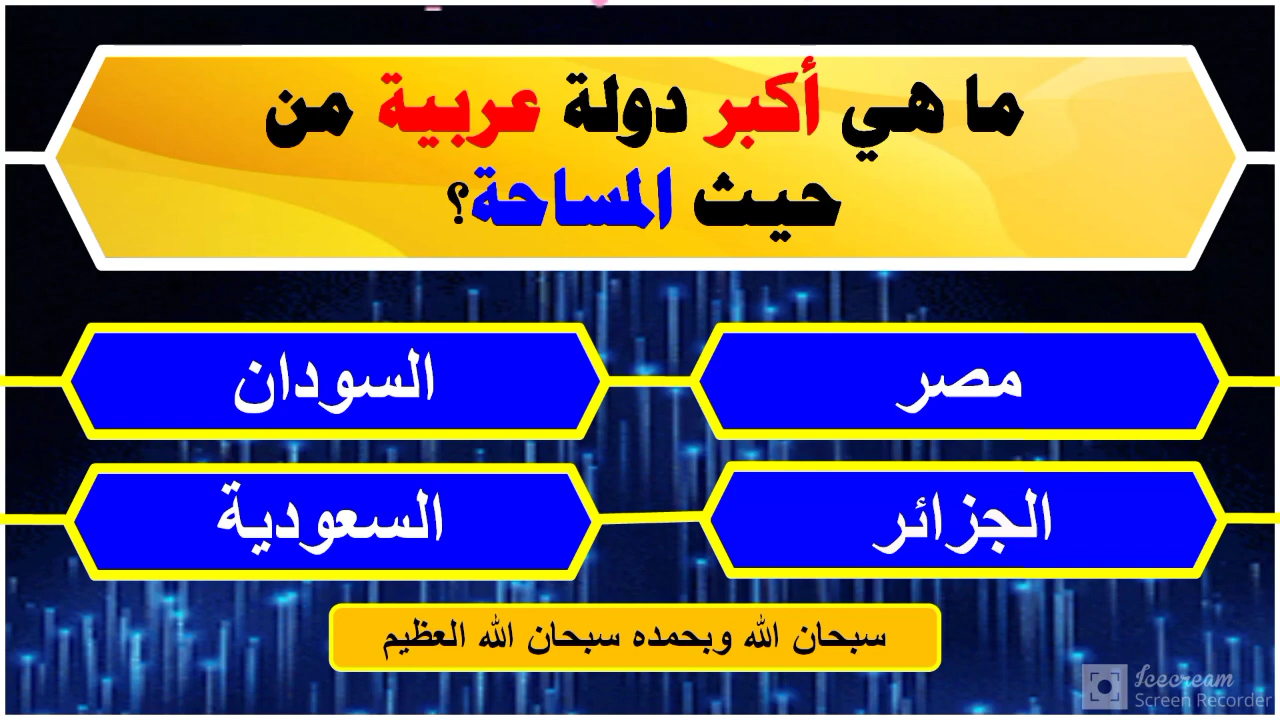 ما هي أكبر دولة عربية من
حيث المساحة؟
مصر
السودان
الجزائر
السعودية
سبحان الله وبحمده سبحان الله العظيم
Icecream
Screen Recorder